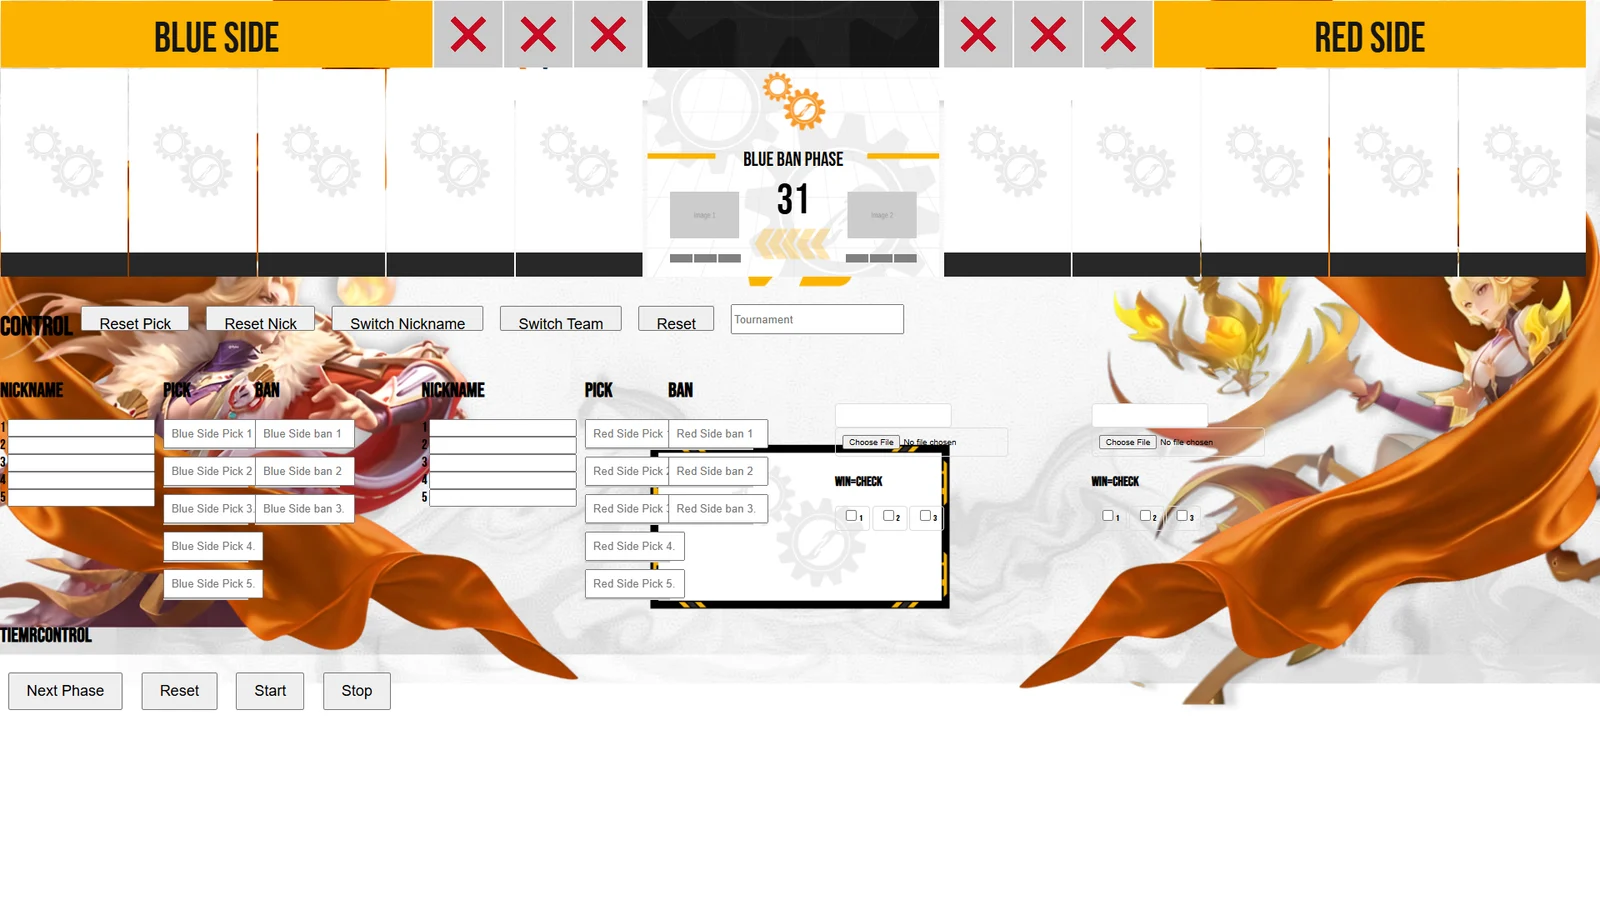 BLUE SIDE
RED SIDE
BLUE BAN PHASE
31
Image 1
Image 2
CONTROL
Reset Pick
Reset Nick
Switch Nickname
Switch Team
Reset
Tournament
NICKNAME
PICK
BAN
NICKNAME
PICK
BAN
1
2
3
4
5
Blue Side Pick 1
Blue Side ban 1
Blue Side Pick 2
Blue Side ban 2
Blue Side Pick 3.
Blue Side ban 3.
Blue Side Pick 4.
Blue Side Pick 5.
1
2
3
4
5
Red Side Pick
Red Side ban 1
Red Side Pick 2
Red Side ban 2
Red Side Pick 3
Red Side ban 3.
Red Side Pick 4.
Red Side Pick 5.
Choose File No file chosen
WIN=CHECK
1 2 3
Choose File No file chosen
WIN=CHECK
1 2 3
TIEMRCONTROL
Next Phase
Reset
Start
Stop